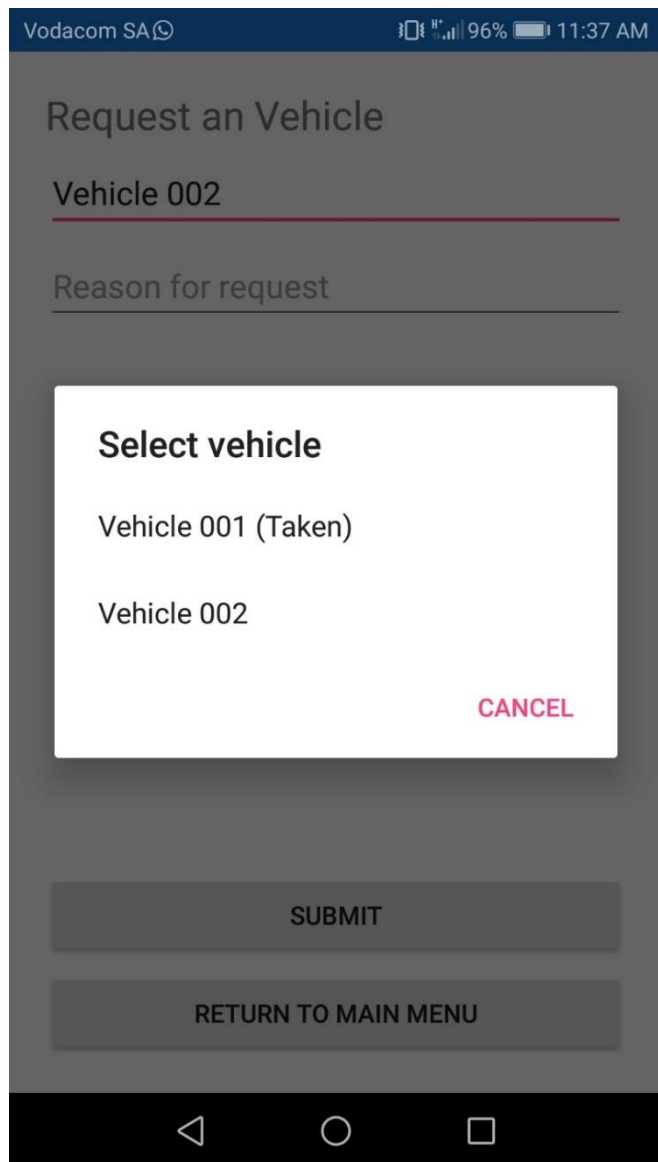 Vodacom SA 96% 11:37 AM
Request an Vehicle
Vehicle 002
Reason for request
Select vehicle
Vehicle 001 (Taken)
Vehicle 002
CANCEL
SUBMIT
RETURN TO MAIN MENU